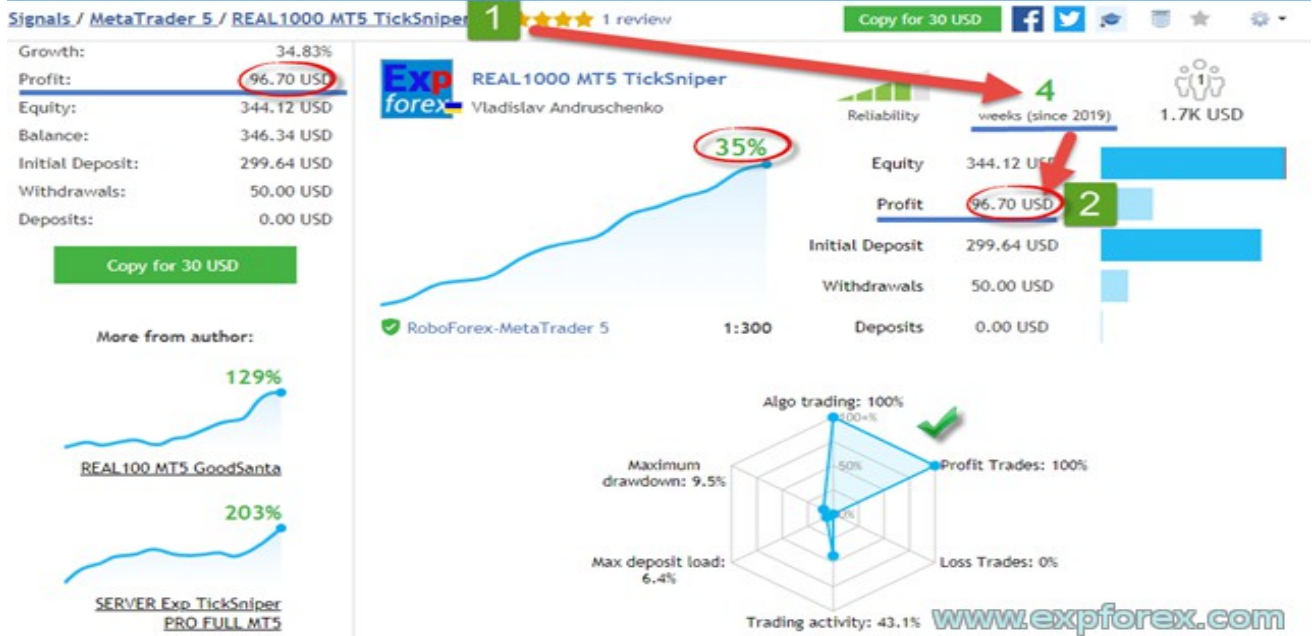 Signals / MetaTrader 5 / REAL1000 MT5 TickSniper 1 1 review Copy for 30 USD
Growth: 34.83%
Profit: 96.70 USD
Equity: 344.12 USD
Balance: 346.34 USD
Initial Deposit: 299.64 USD
Withdrawals: 50.00 USD
Deposits: 0.00 USD
Copy for 30 USD
More from author:
129%
REAL100 MT5 GoodSanta
203%
SERVER Exp TickSniper
PRO FULL MT5
Exp
forex
REAL1000 MT5 TickSniper
Vladislav Andruschenko
Reliability
4
weeks (since 2019)
1
1.7K USD
35%
Equity 344.12 USD
Profit 96.70 USD 2
Initial Deposit 299.64 USD
Withdrawals 50.00 USD
Deposits 0.00 USD
RoboForex-MetaTrader 5 1:300
Algo trading: 100%
100+%
Profit Trades: 100%
50%
0%
Maximum
drawdown: 9.5%
Max deposit load:
6.4%
Loss Trades: 0%
Trading activity: 43.1%
www.expforex.com